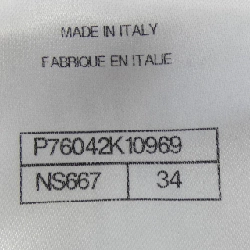 MADE IN ITALY
FABRIQUE EN ITALIE
P76042K10969
NS667 34